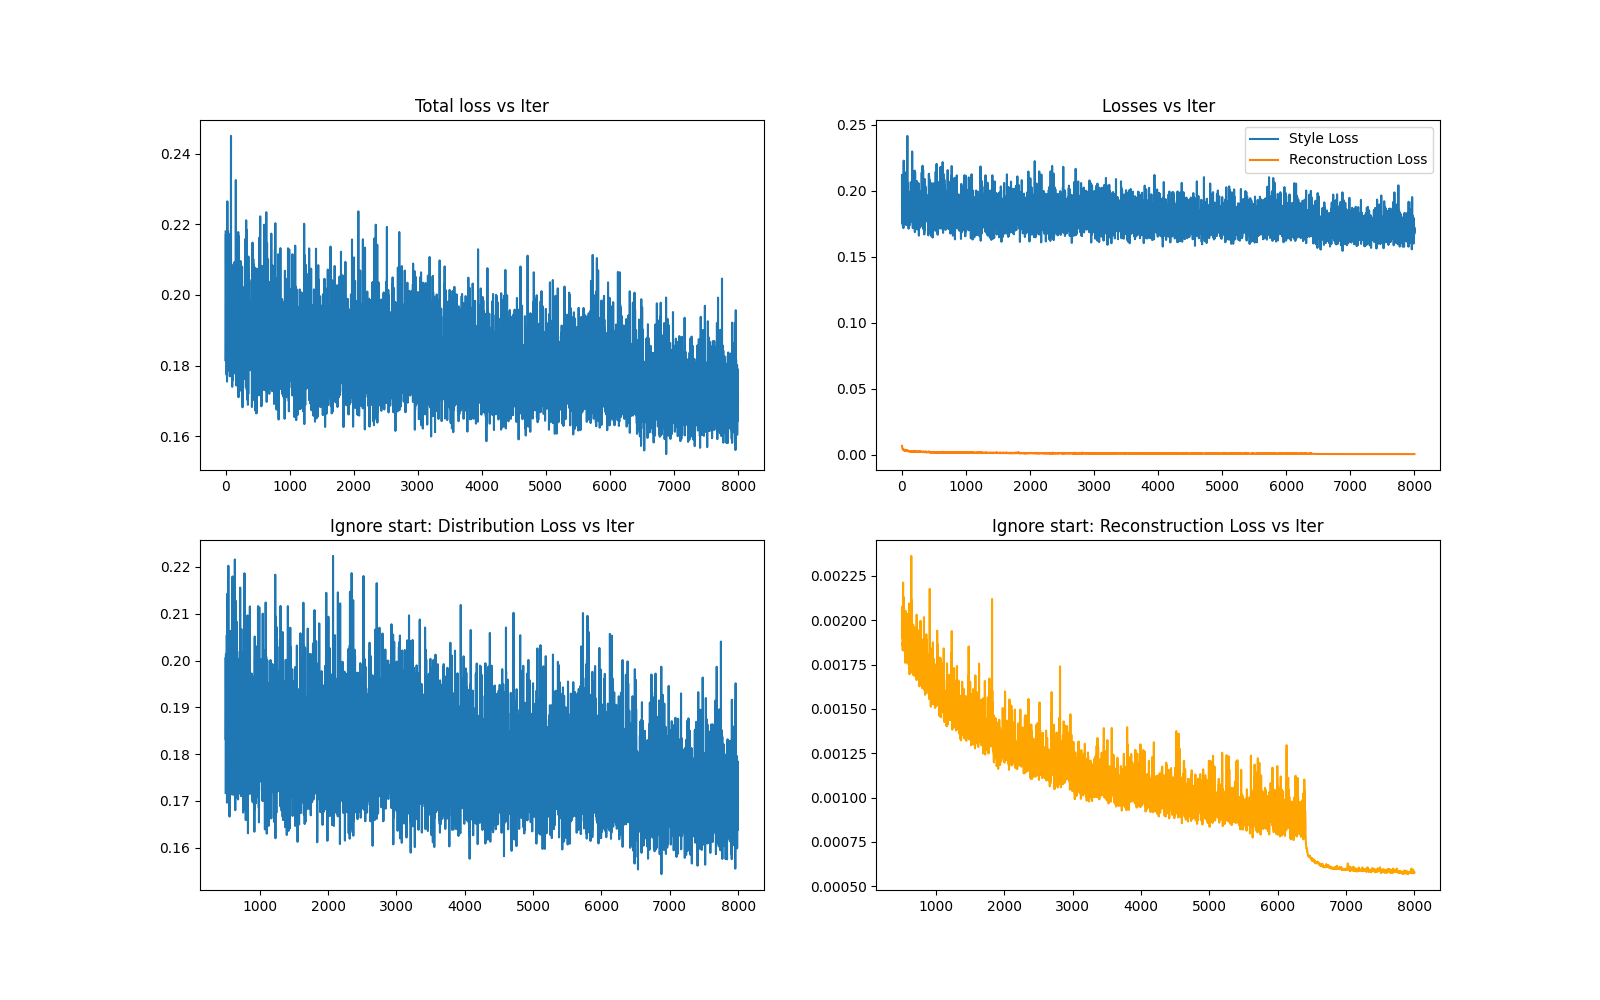 Total loss vs Iter
0.24
0.22
0.20
0.18
0.16
0 1000 2000 3000 4000 5000 6000 7000 8000
Losses vs Iter
Style Loss
Reconstruction Loss
0.25
0.20
0.15
0.10
0.05
0.00
0 1000 2000 3000 4000 5000 6000 7000 8000
Ignore start: Distribution Loss vs Iter
0.22
0.21
0.20
0.19
0.18
0.17
0.16
1000 2000 3000 4000 5000 6000 7000 8000
Ignore start: Reconstruction Loss vs Iter
0.00225
0.00200
0.00175
0.00150
0.00125
0.00100
0.00075
0.00050
1000 2000 3000 4000 5000 6000 7000 8000